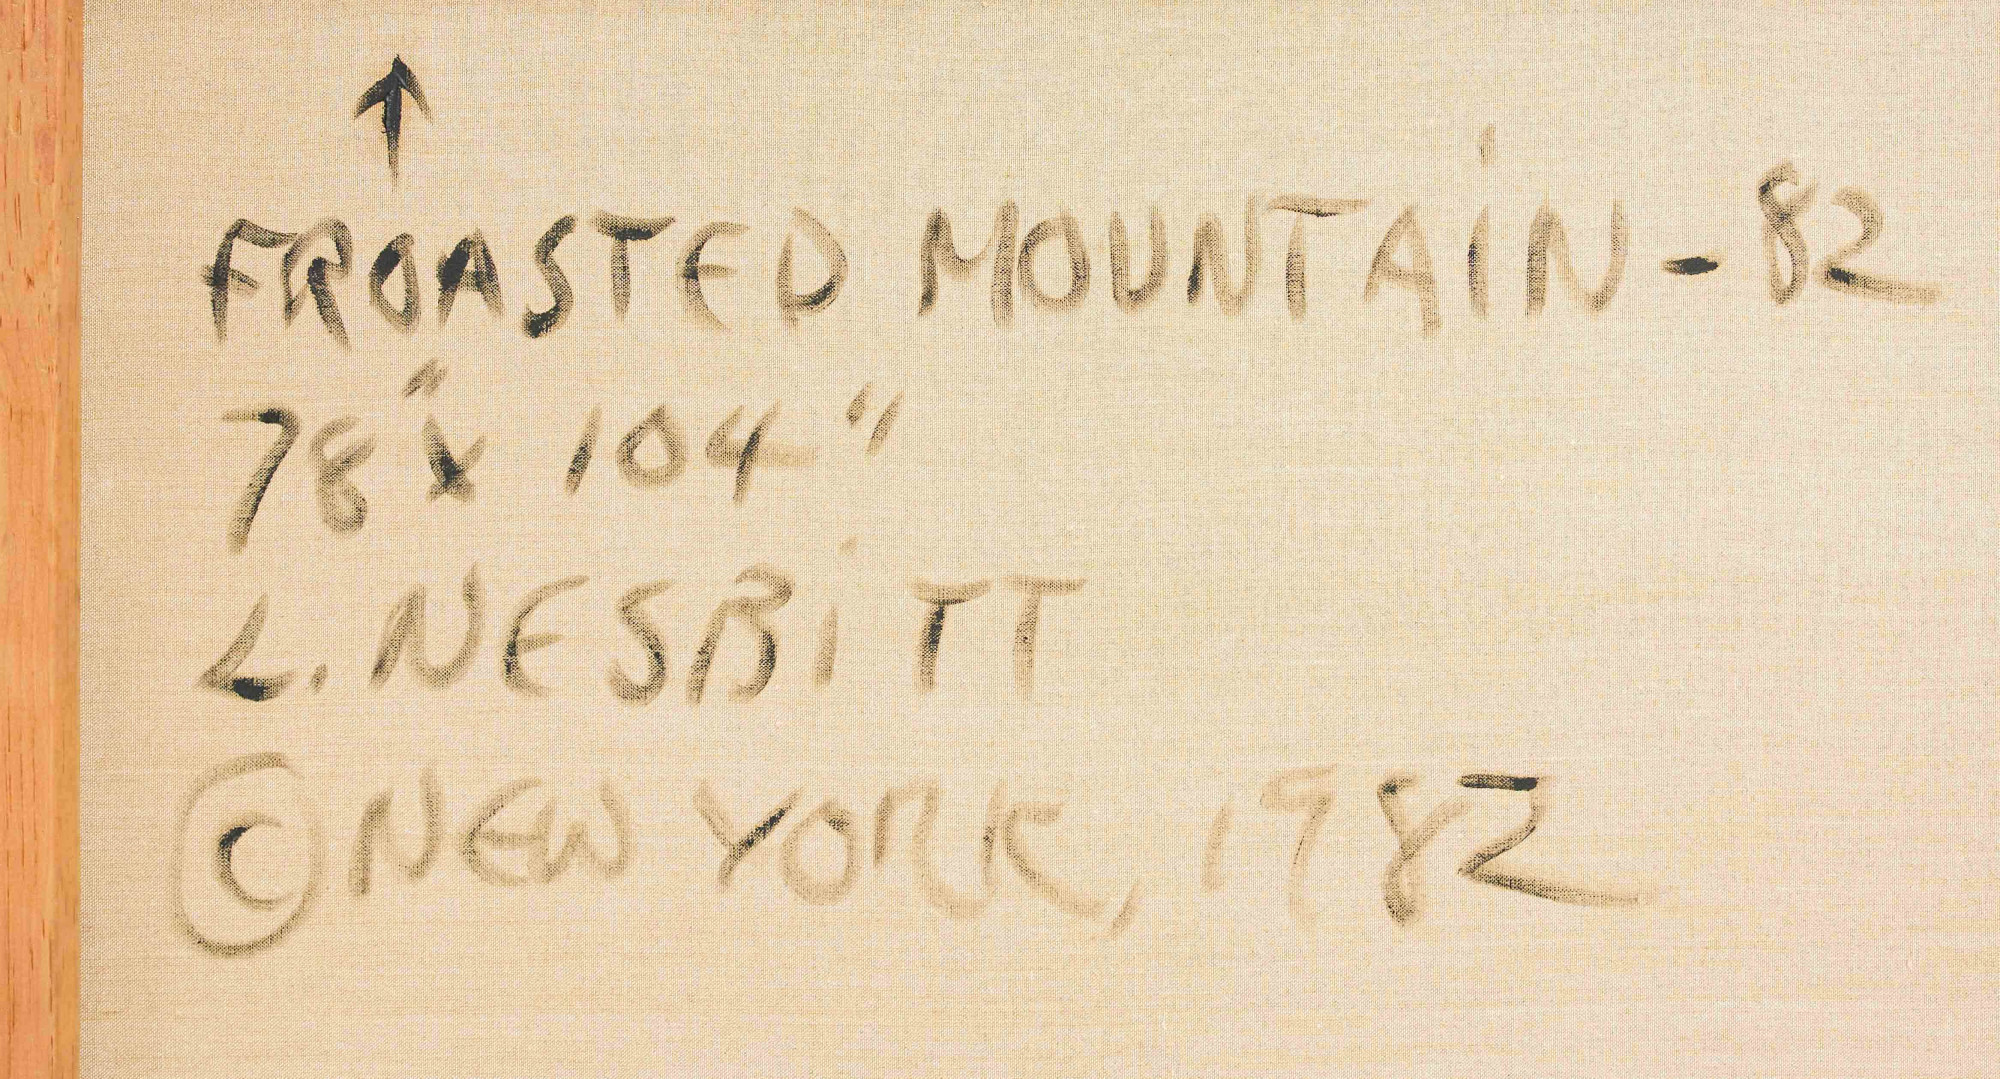 ↑
FROASTED MOUNTAiN - 82
78" x 104"
L. NESBiTT
© NEW YORK, 1982